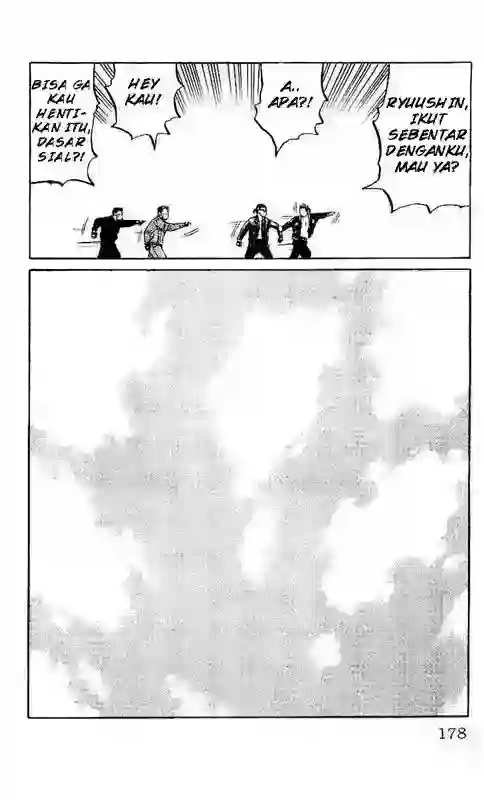 RYUUSHIN,
IKUT
SEBENTAR
DENGANKU,
MAU YA?
A..
APA?!
HEY
KAU!
BISA GA
KAU
HENTI-
KAN ITU,
DASAR
SIAL?!
178